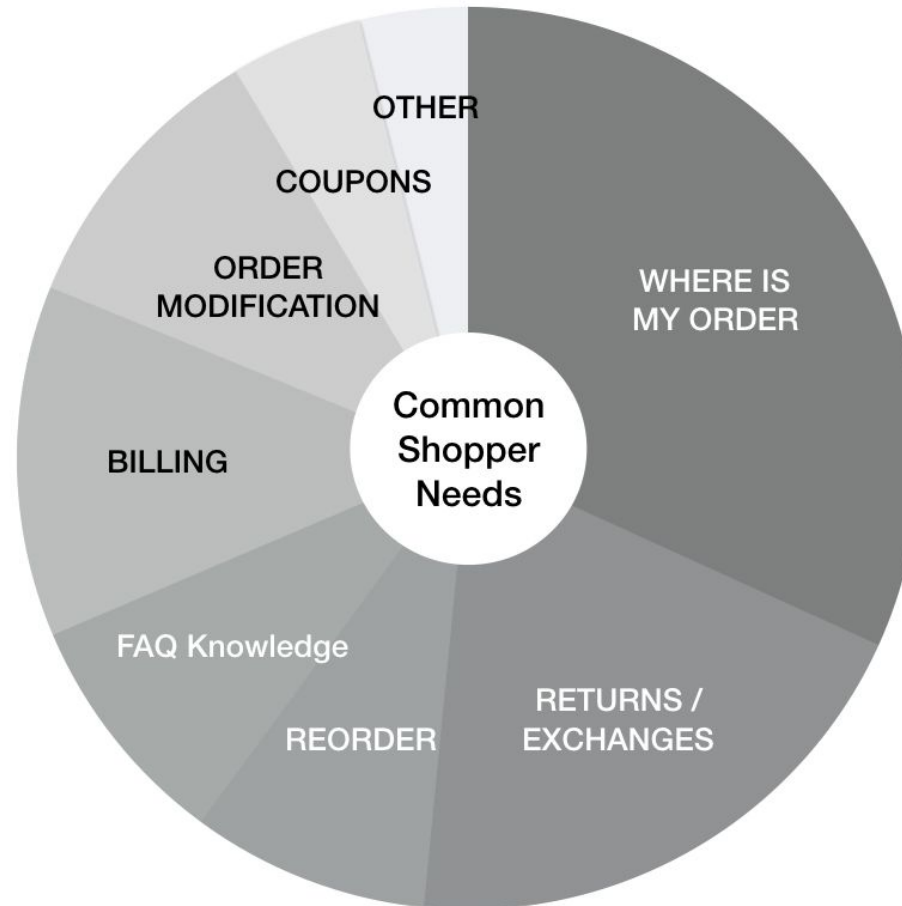 Common
Shopper
Needs
WHERE IS
MY ORDER
RETURNS /
EXCHANGES
REORDER
FAQ Knowledge
BILLING
ORDER
MODIFICATION
COUPONS
OTHER